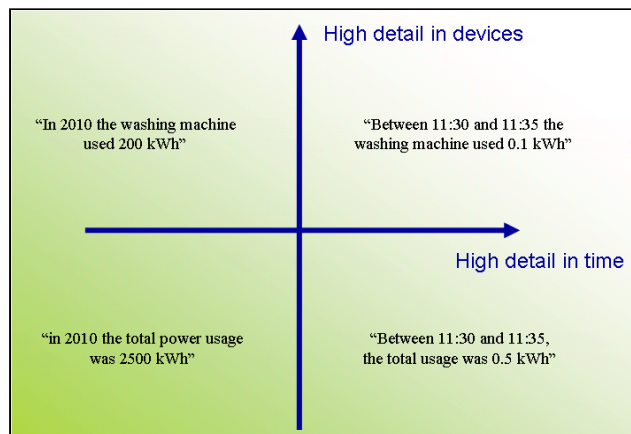 High detail in devices
“In 2010 the washing machine
used 200 kWh”
“Between 11:30 and 11:35 the
washing machine used 0.1 kWh”
High detail in time
“in 2010 the total power usage
was 2500 kWh”
“Between 11:30 and 11:35,
the total usage was 0.5 kWh”